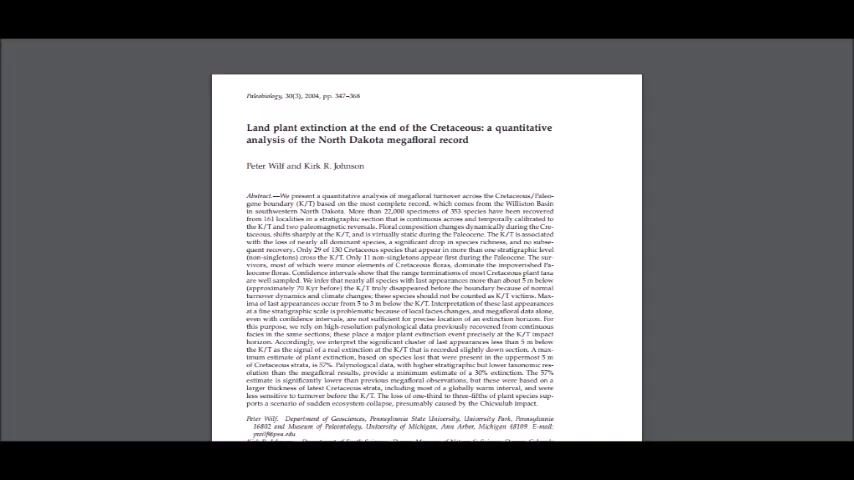 Paleobiology, 30(3), 2004, pp. 347–368
Land plant extinction at the end of the Cretaceous: a quantitative
analysis of the North Dakota megafloral record
Peter Wilf and Kirk R. Johnson
Abstract.—We present a quantitative analysis of megafloral turnover across the Cretaceous/Paleo-
gene boundary (K/T) based on the most complete record, which comes from the Williston Basin
in southwestern North Dakota. More than 22,000 specimens of 353 species have been recovered
from 161 localities in a stratigraphic section that is continuous across and temporally calibrated to
the K/T and two paleomagnetic reversals. Floral composition changes dynamically during the Cre-
taceous, shifts sharply at the K/T, and is virtually static during the Paleocene. The K/T is associated
with the loss of nearly all dominant species, a significant drop in species richness, and no subse-
quent recovery. Only 29 of 130 Cretaceous species that appear in more than one stratigraphic level
(non-singletons) cross the K/T. Only 11 non-singletons appear first during the Paleocene. The sur-
vivors, most of which were minor elements of Cretaceous floras, dominate the impoverished Pa-
leocene floras. Confidence intervals show that the range terminations of most Cretaceous plant taxa
are well sampled. We infer that nearly all species with last appearances more than about 5 m below
(approximately 70 Kyr before) the K/T truly disappeared before the boundary because of normal
turnover dynamics and climate changes; these species should not be counted as K/T victims. Max-
ima of last appearances occur from 5 to 3 m below the K/T. Interpretation of these last appearances
at a fine stratigraphic scale is problematic because of local facies changes, and megafloral data alone,
even with confidence intervals, are not sufficient for precise location of an extinction horizon. For
this purpose, we rely on high-resolution palynological data previously recovered from continuous
facies in the same sections; these place a major plant extinction event precisely at the K/T impact
horizon. Accordingly, we interpret the significant cluster of last appearances less than 5 m below
the K/T as the signal of a real extinction at the K/T that is recorded slightly down section. A max-
imum estimate of plant extinction, based on species lost that were present in the uppermost 5 m
of Cretaceous strata, is 57%. Palynological data, with higher stratigraphic but lower taxonomic res-
olution than the megafloral results, provide a minimum estimate of a 30% extinction. The 57%
estimate is significantly lower than previous megafloral observations, but these were based on a
larger thickness of latest Cretaceous strata, including most of a globally warm interval, and were
less sensitive to turnover before the K/T. The loss of one-third to three-fifths of plant species sup-
ports a scenario of sudden ecosystem collapse, presumably caused by the Chicxulub impact.
Peter Wilf. Department of Geosciences, Pennsylvania State University, University Park, Pennsylvania
16802 and Museum of Paleontology, University of Michigan, Ann Arbor, Michigan 48109. E-mail:
pwilf@psu.edu